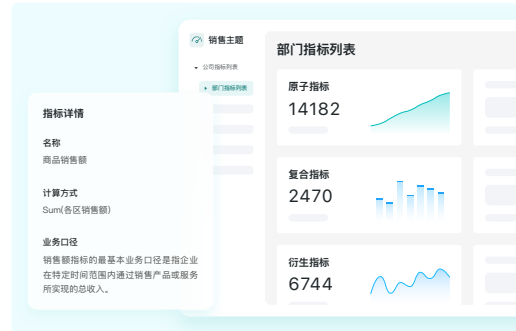 销售主题
公司指标列表
部门指标列表
部门指标列表
原子指标
14182
复合指标
2470
衍生指标
6744
指标详情
名称
商品销售额
计算方式
Sum(各区销售额)
业务口径
销售额指标的最基本业务口径是指企业
在特定时间范围内通过销售产品或服务
所实现的总收入。